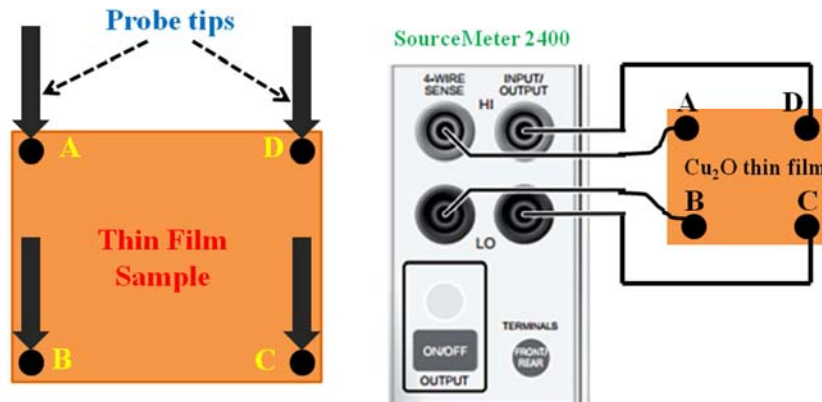 Probe tips
A
D
Thin Film
Sample
B
C
SourceMeter 2400
4-WIRE
SENSE
INPUT/
OUTPUT
HI
LO
ON/OFF
OUTPUT
TERMINALS
FRONT/
REAR
A
D
Cu₂O thin film
B
C